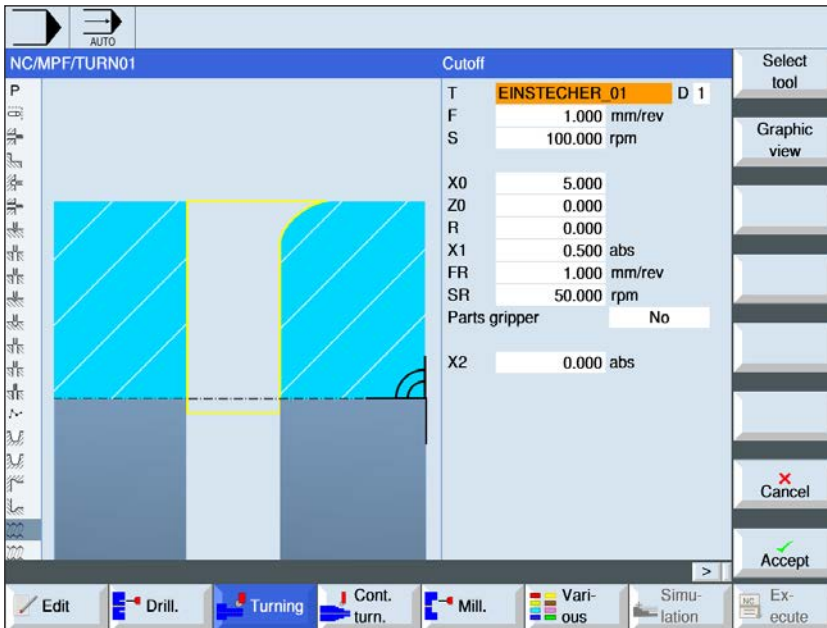 AUTO
NC/MPF/TURN01
Cutoff
P
T EINSTECHER_01 D 1
F 1.000 mm/rev
S 100.000 rpm
X0 5.000
Z0 0.000
R 0.000
X1 0.500 abs
FR 1.000 mm/rev
SR 50.000 rpm
Parts gripper No
X2 0.000 abs
Select
tool
Graphic
view
Cancel
Accept
>
Edit
Drill.
Turning
Cont.
turn.
Mill.
Vari-
ous
Simu-
lation
NC
Ex-
ecute